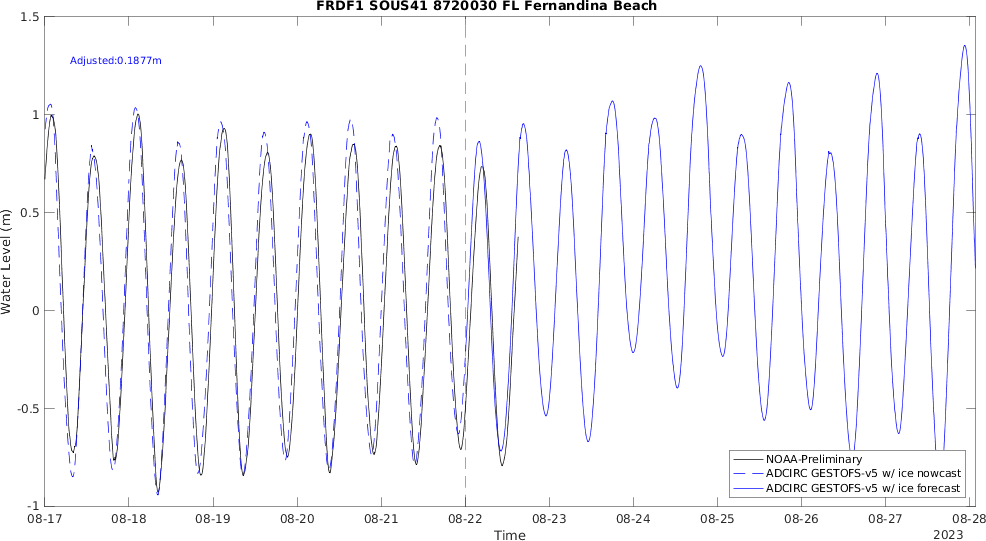 FRDF1 SOUS41 8720030 FL Fernandina Beach
1.5
Adjusted:0.1877m
1
0.5
0
-0.5
-1
Water Level (m)
NOAA-Preliminary
ADCIRC GESTOFS-v5 w/ ice nowcast
ADCIRC GESTOFS-v5 w/ ice forecast
08-17 08-18 08-19 08-20 08-21 08-22 08-23 08-24 08-25 08-26 08-27 08-28
Time
2023